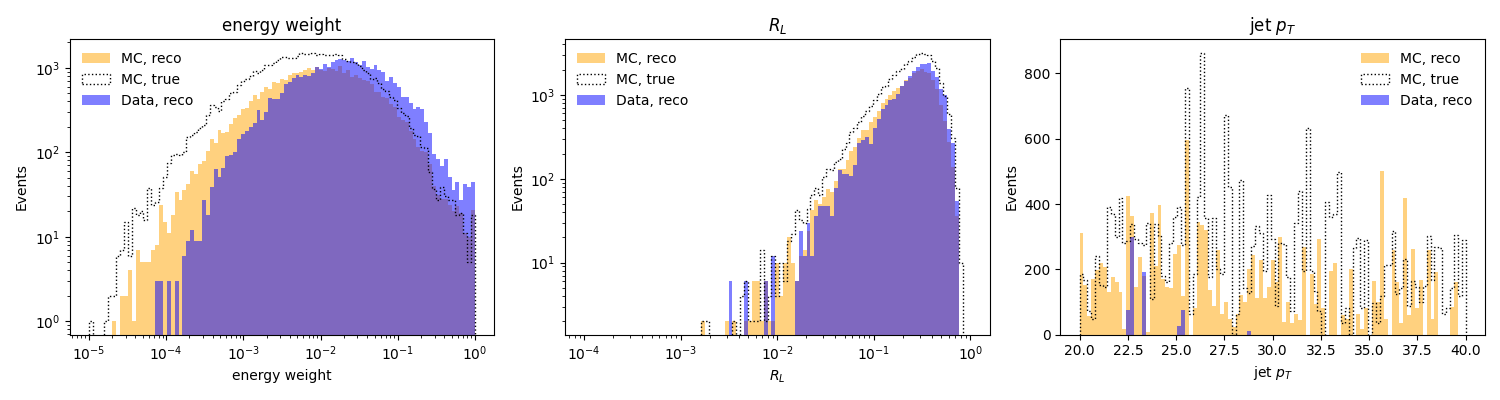 energy weight
MC, reco
MC, true
Data, reco
Events
10³
10²
10¹
10⁰
10⁻⁵
10⁻⁴
10⁻³
10⁻²
10⁻¹
10⁰
energy weight
R_L
MC, reco
MC, true
Data, reco
Events
10³
10²
10¹
10⁻⁴
10⁻³
10⁻²
10⁻¹
10⁰
R_L
jet p_T
MC, reco
MC, true
Data, reco
Events
800
600
400
200
0
20.0
22.5
25.0
27.5
30.0
32.5
35.0
37.5
40.0
jet p_T